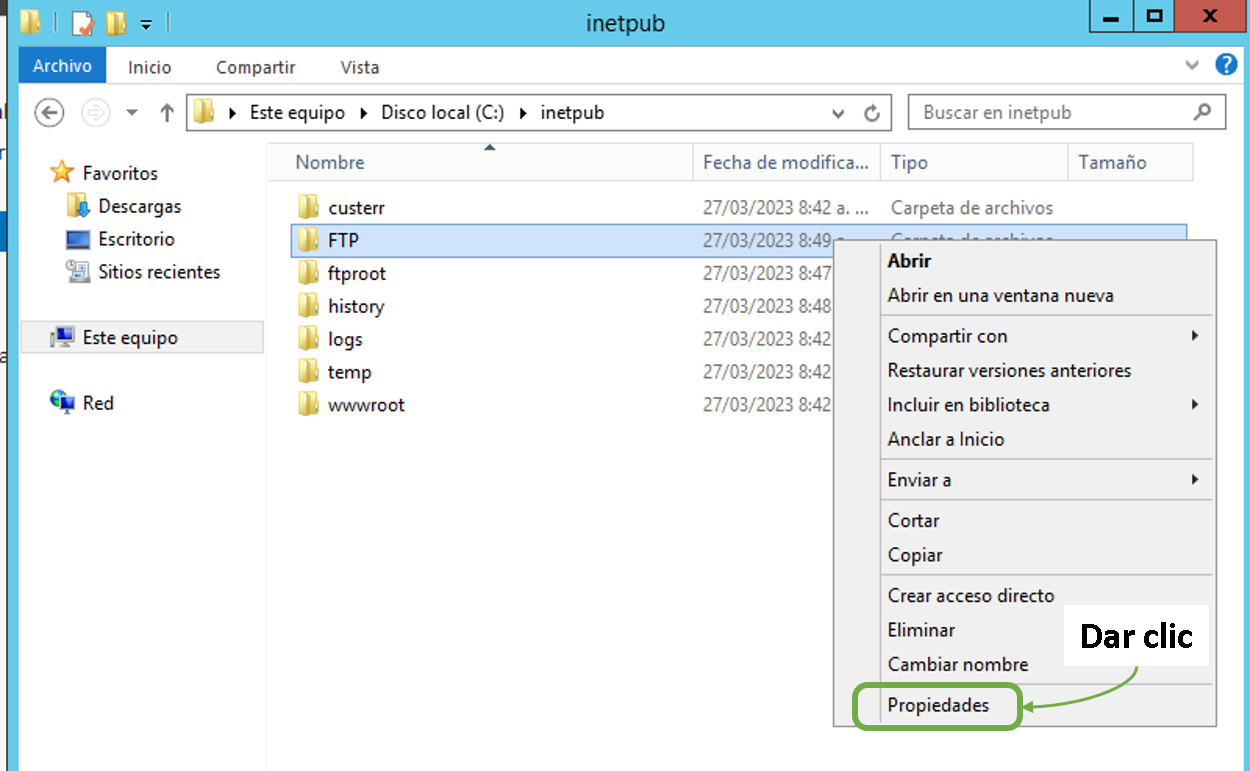 inetpub
Archivo Inicio Compartir Vista
Este equipo Disco local (C:) inetpub
Buscar en inetpub
Nombre Fecha de modifica... Tipo Tamaño
Favoritos
Descargas
Escritorio
Sitios recientes
Este equipo
Red
custerr 27/03/2023 8:42 a. ... Carpeta de archivos
FTP 27/03/2023 8:49 a. Carpeta de archivos
ftproot 27/03/2023 8:47
history 27/03/2023 8:48
logs 27/03/2023 8:42
temp 27/03/2023 8:42
wwwroot 27/03/2023 8:42
Abrir
Abrir en una ventana nueva
Compartir con
Restaurar versiones anteriores
Incluir en biblioteca
Anclar a Inicio
Enviar a
Cortar
Copiar
Crear acceso directo
Eliminar
Cambiar nombre
Propiedades
Dar clic